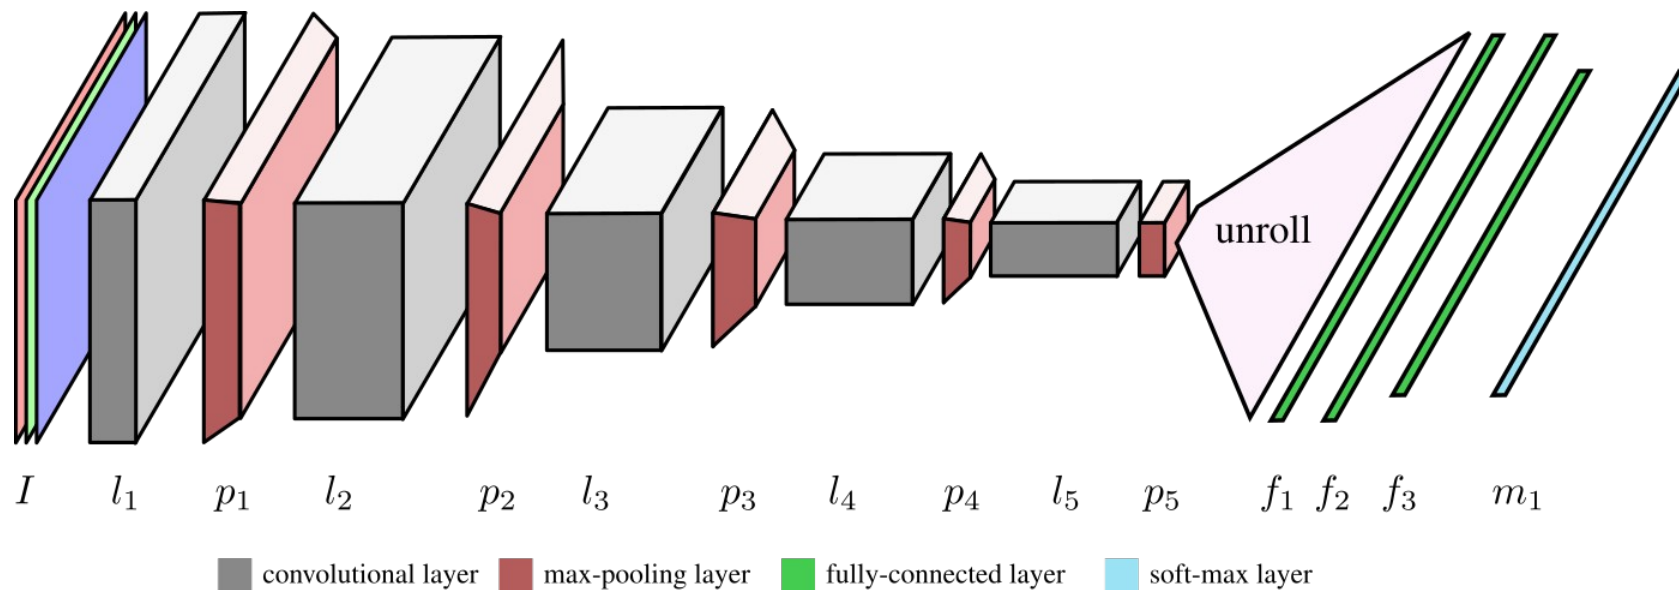 unroll
I l₁ p₁ l₂ p₂ l₃ p₃ l₄ p₄ l₅ p₅ f₁ f₂ f₃ m₁
convolutional layer max-pooling layer fully-connected layer soft-max layer